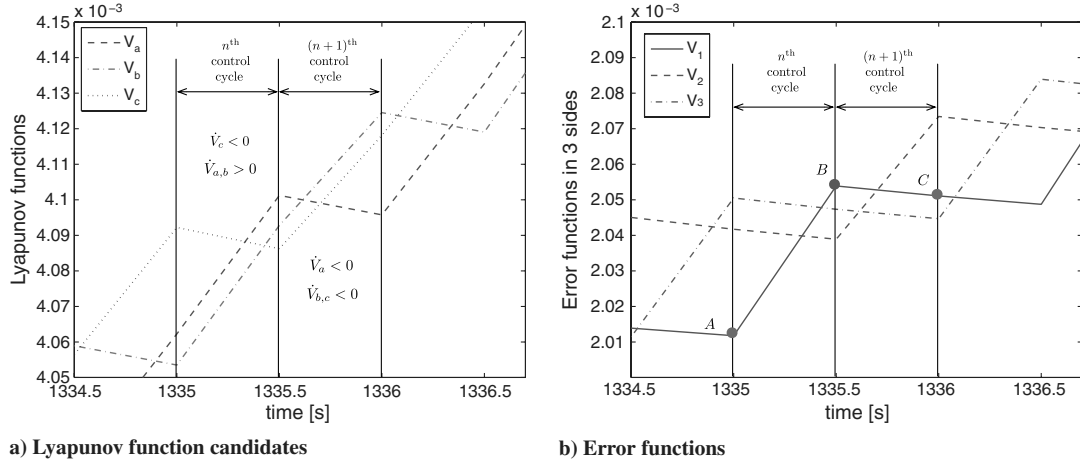 x 10⁻³
4.15
4.14
4.13
4.12
4.11
4.1
4.09
4.08
4.07
4.06
4.05
Lyapunov functions
V_a
V_b
V_c
nᵗʰ
control
cycle
(n + 1)ᵗʰ
control
cycle
V̇_c < 0
V̇_{a,b} > 0
V̇_a < 0
V̇_{b,c} < 0
1334.5 1335 1335.5 1336 1336.5
time [s]
a) Lyapunov function candidates
x 10⁻³
2.1
2.09
2.08
2.07
2.06
2.05
2.04
2.03
2.02
2.01
Error functions in 3 sides
V₁
V₂
V₃
nᵗʰ
control
cycle
(n + 1)ᵗʰ
control
cycle
A
B
C
1334.5 1335 1335.5 1336 1336.5
time [s]
b) Error functions